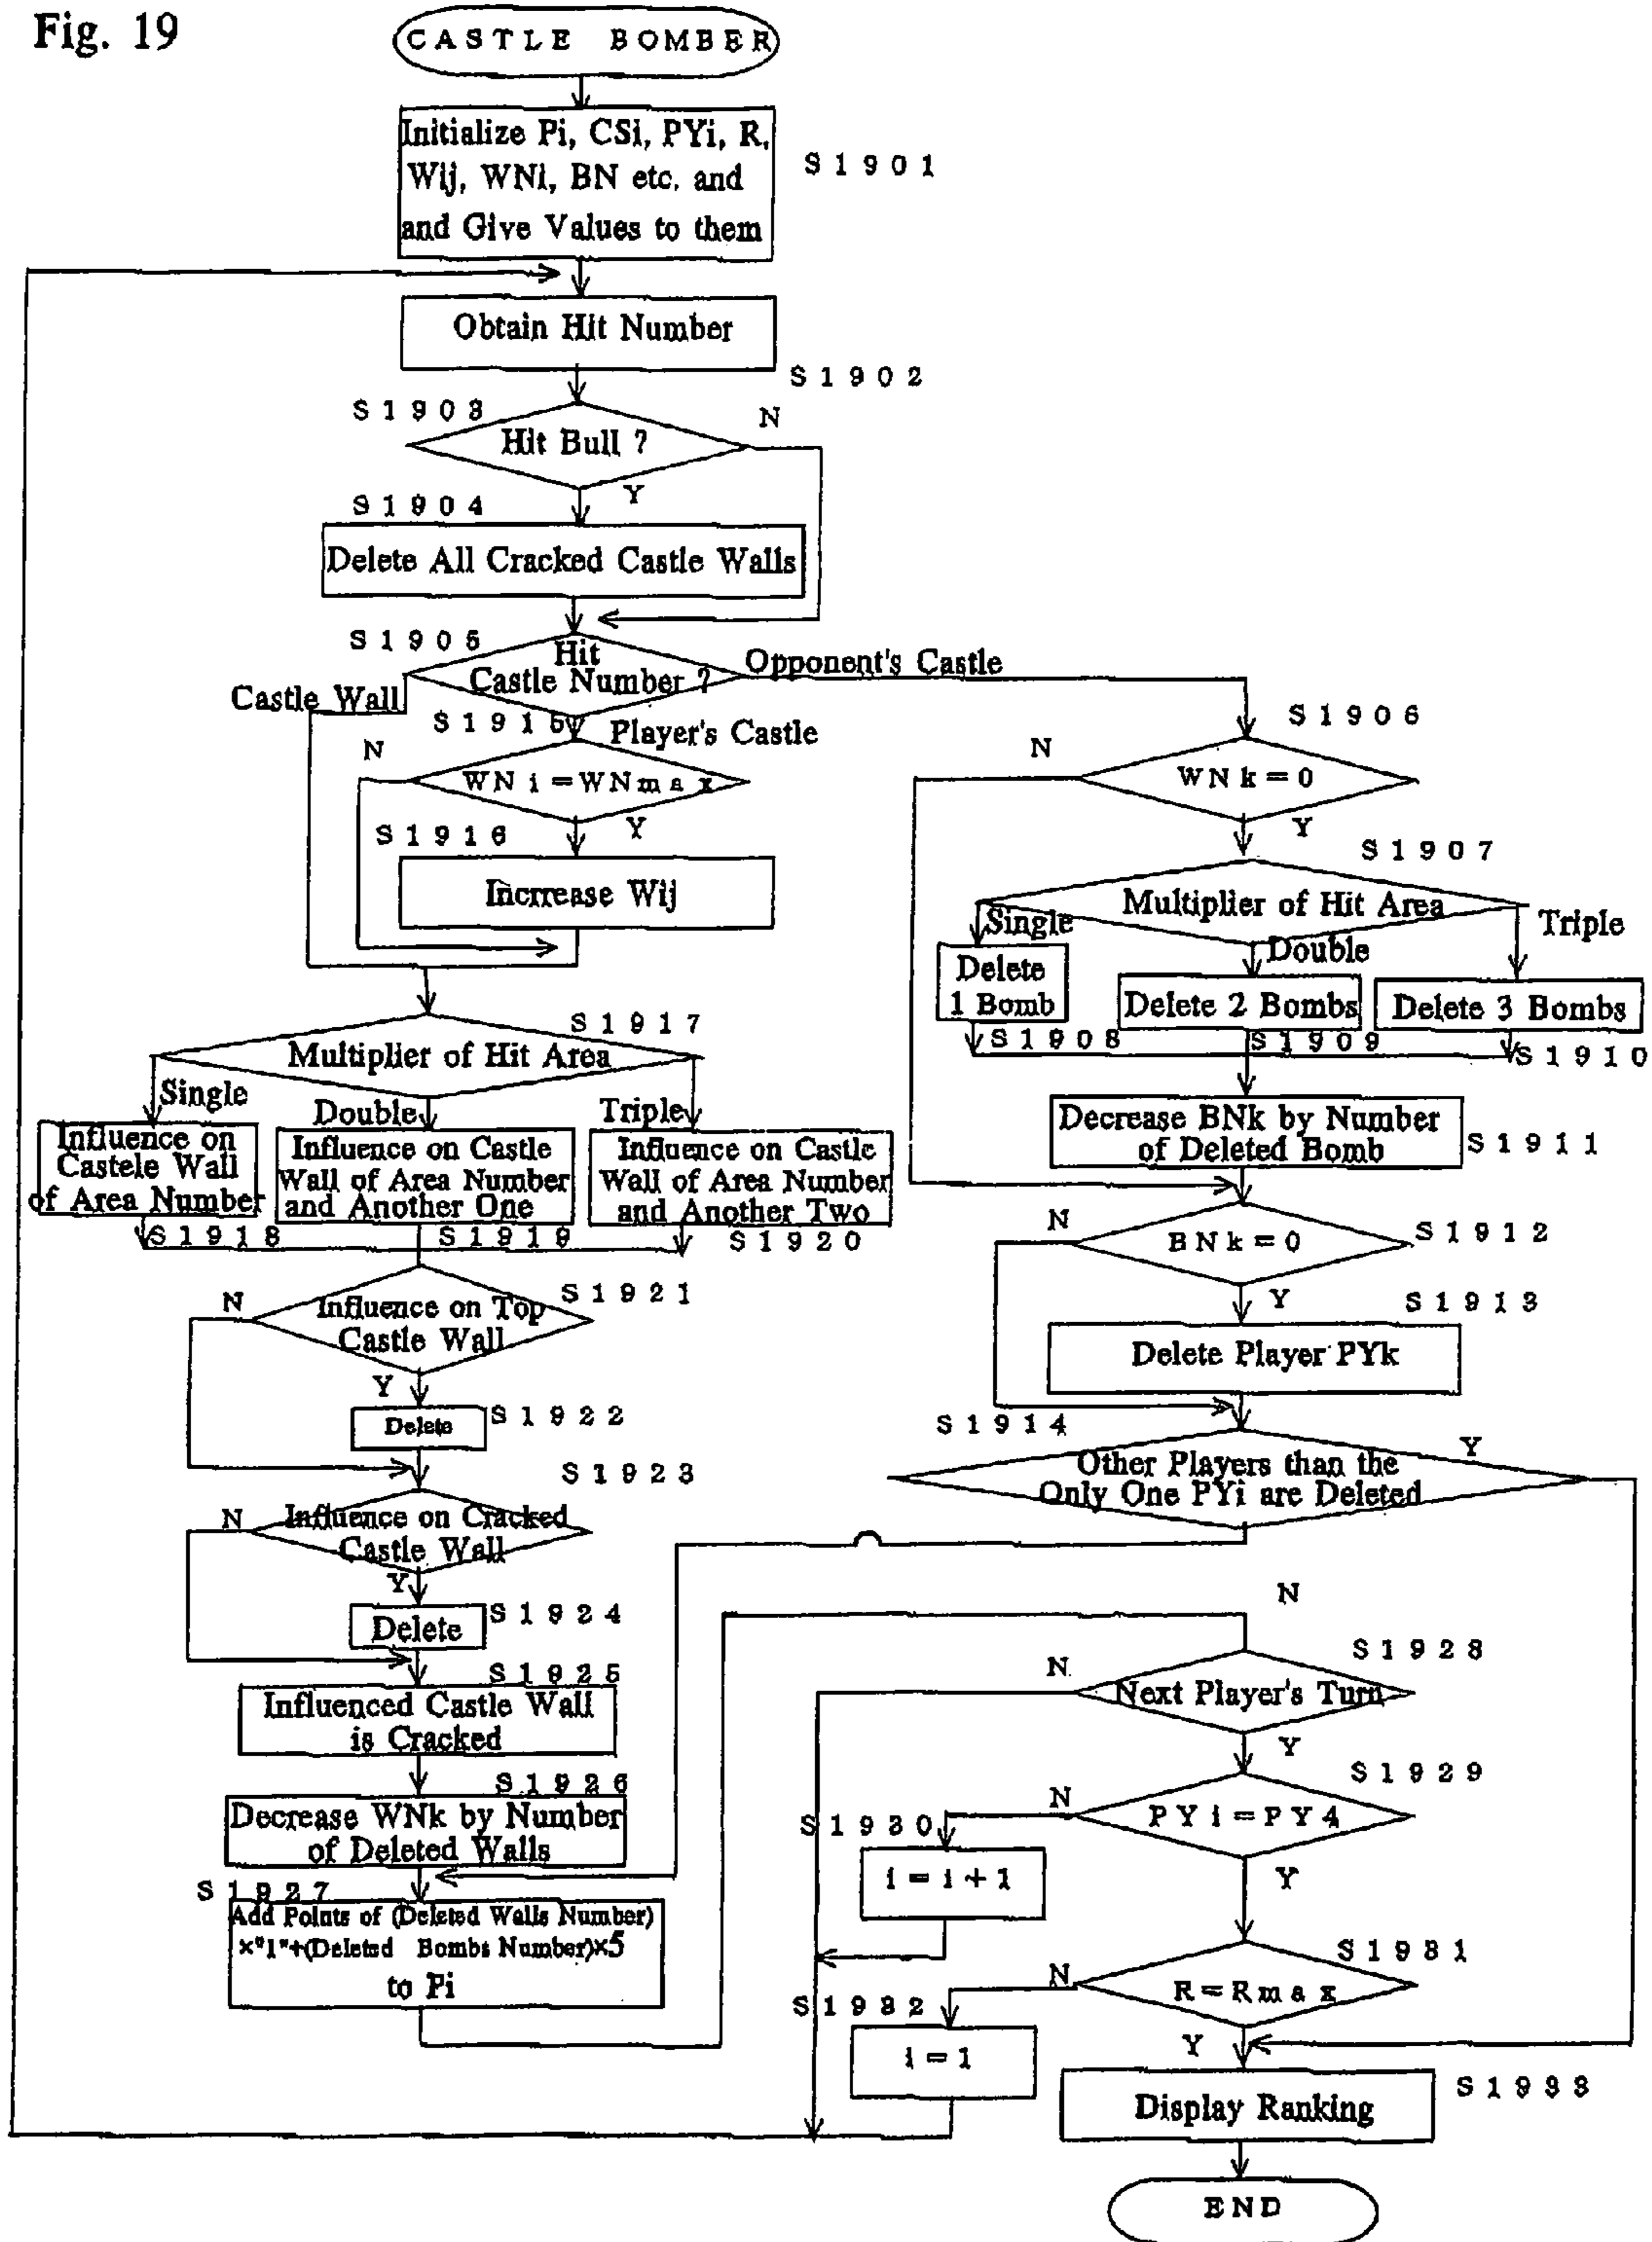 Fig. 19
CASTLE BOMBER
Initialize Pi, CSi, PYi, R,
Wij, WNi, BN etc. and
and Give Values to them
S1901
Obtain Hit Number
S1902
S1903
Hit Bull ?
N
Y
S1904
Delete All Cracked Castle Walls
S1905
Hit
Castle Number ?
Opponent's Castle
Castle Wall
S1915
Player's Castle
N
WNi=WNmax
Y
S1916
Incrrease Wij
S1906
N
WNk=0
Y
S1907
Multiplier of Hit Area
Single
Double
Triple
Delete
1 Bomb
Delete 2 Bombs
Delete 3 Bombs
S1908
S1909
S1910
Decrease BNk by Number
of Deleted Bomb
S1911
N
BNk=0
S1912
Y
S1913
Delete Player PYk
S1914
Other Players than the
Only One PYi are Deleted
Y
N
S1917
Multiplier of Hit Area
Single
Double
Triple
Influence on
Castele Wall
of Area Number
Influence on Castle
Wall of Area Number
and Another One
Influence on Castle
Wall of Area Number
and Another Two
S1918
S1919
S1920
N
Influence on Top
Castle Wall
S1921
Y
Delete
S1922
S1923
N
Influence on Cracked
Castle Wall
Y
Delete
S1924
S1925
Influenced Castle Wall
is Cracked
S1926
Decrease WNk by Number
of Deleted Walls
S1927
Add Points of (Deleted Walls Number)
×"1"+(Deleted Bombs Number)×5
to Pi
S1928
N
Next Player's Turn
Y
S1929
N
PYi=PY4
Y
S1930
i=i+1
S1931
N
R=Rmax
Y
S1932
i=1
Display Ranking
S1933
END